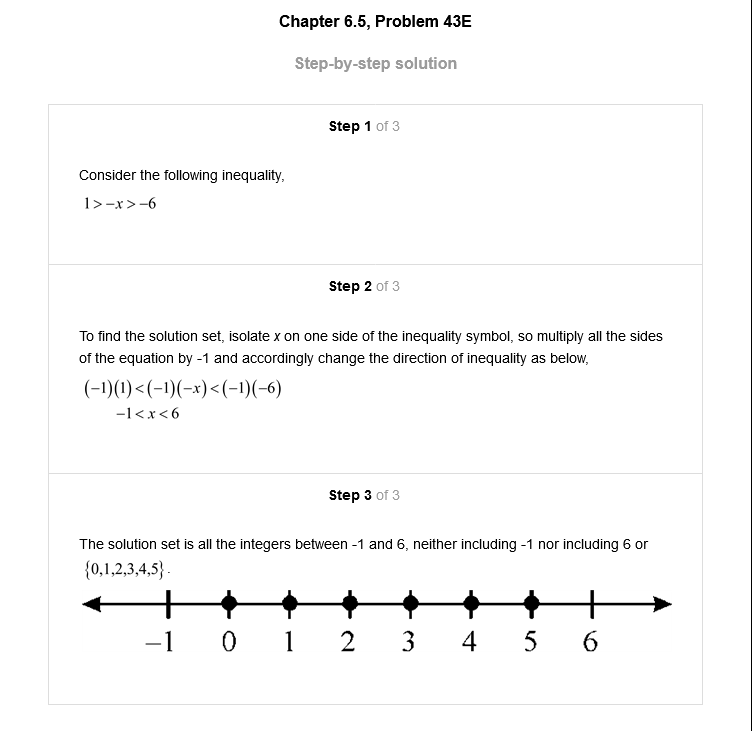 Chapter 6.5, Problem 43E
Step-by-step solution
Step 1 of 3
Consider the following inequality,
1 > −x > −6
Step 2 of 3
To find the solution set, isolate x on one side of the inequality symbol, so multiply all the sides
of the equation by -1 and accordingly change the direction of inequality as below,
(−1)(1) < (−1)(−x) < (−1)(−6)
−1 < x < 6
Step 3 of 3
The solution set is all the integers between -1 and 6, neither including -1 nor including 6 or
{0,1,2,3,4,5}.
−1 0 1 2 3 4 5 6